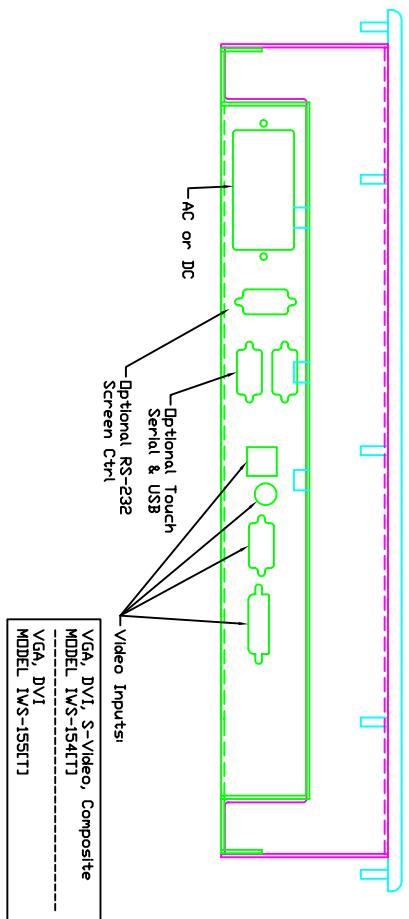 AC or DC
Optional RS-232
Screen Ctrl
Optional Touch
Serial & USB
Video Inputs:
VGA, DVI, S-Video, Composite
MODEL IWS-154[T]
VGA, DVI
MODEL IWS-155[T]